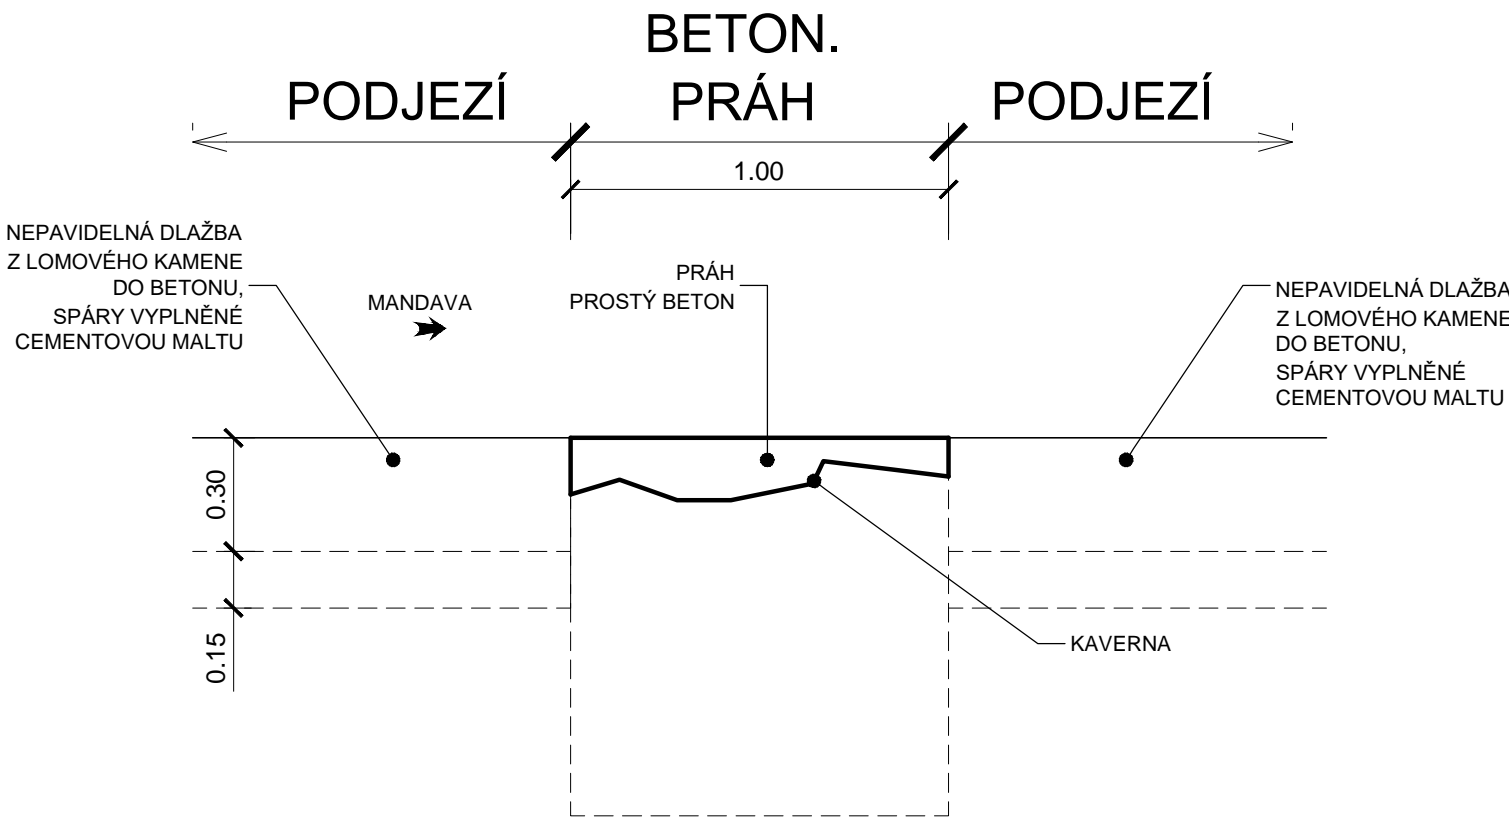 BETON.
PODJEZÍ
PRÁH
PODJEZÍ
1.00
NEPAVIDELNÁ DLAŽBA
Z LOMOVÉHO KAMENE
DO BETONU,
SPÁRY VYPLNĚNÉ
CEMENTOVOU MALTU
MANDAVA
PRÁH
PROSTÝ BETON
NEPAVIDELNÁ DLAŽBA
Z LOMOVÉHO KAMENE
DO BETONU,
SPÁRY VYPLNĚNÉ
CEMENTOVOU MALTU
0.30
0.15
KAVERNA